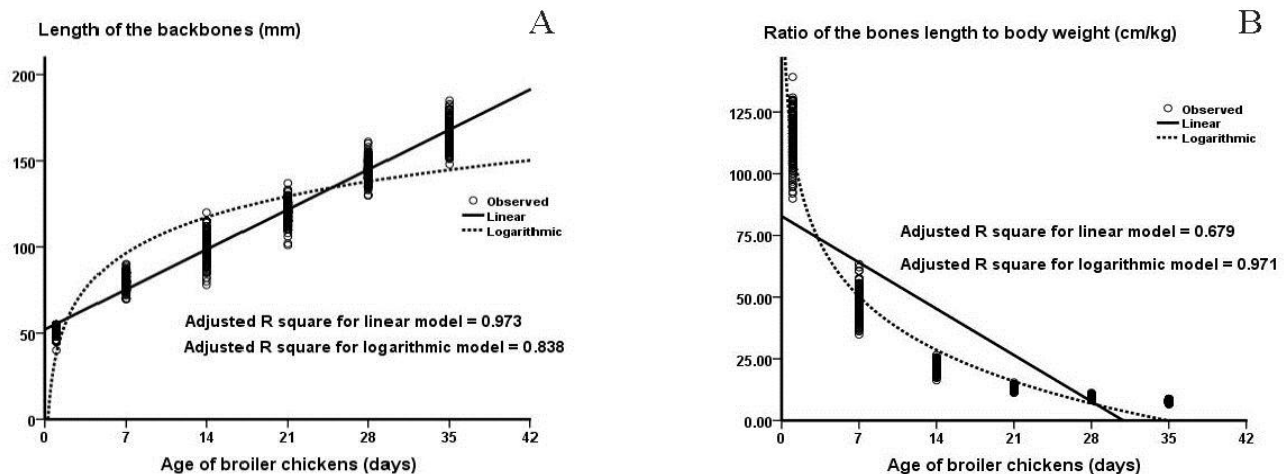 Length of the backbones (mm)
A
200
150
100
50
0
0 7 14 21 28 35 42
Observed
Linear
Logarithmic
Adjusted R square for linear model = 0.973
Adjusted R square for logarithmic model = 0.838
Age of broiler chickens (days)
Ratio of the bones length to body weight (cm/kg)
B
125.00
100.00
75.00
50.00
25.00
0.00
0 7 14 21 28 35 42
Observed
Linear
Logarithmic
Adjusted R square for linear model = 0.679
Adjusted R square for logarithmic model = 0.971
Age of broiler chickens (days)